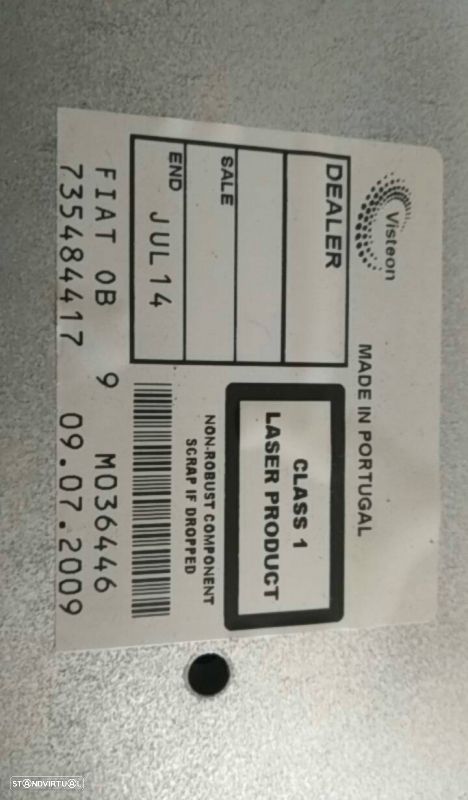 Visteon
MADE IN PORTUGAL
DEALER
SALE
END JUL 14
CLASS 1
LASER PRODUCT
NON-ROBUST COMPONENT
SCRAP IF DROPPED
FIAT OB 9 M036446
735484417 09.07.2009
STANDVIRTUAL